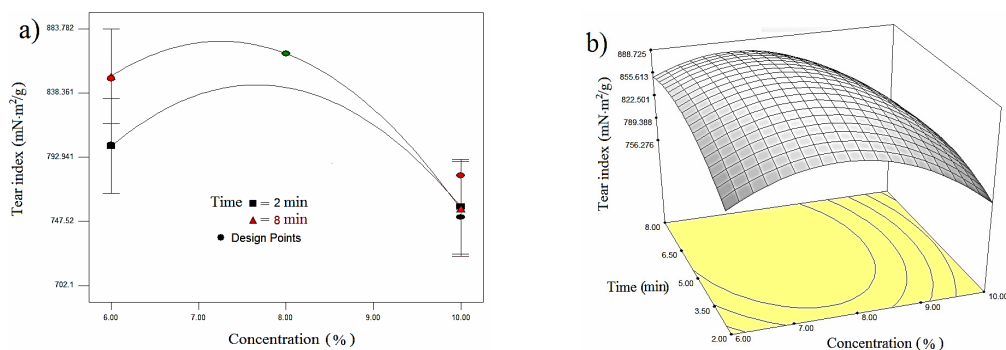 a)
Tear index (mN·m²/g)
883.782
838.361
792.941
747.52
702.1
Time ■ = 2 min
▲ = 8 min
● Design Points
6.00 7.00 8.00 9.00 10.00
Concentration (%)
b)
Tear index (mN·m²/g)
888.725
855.613
822.501
789.388
756.276
8.00
6.50
5.00
3.50
2.00
Time (min)
6.00
7.00
8.00
9.00
10.00
Concentration (%)